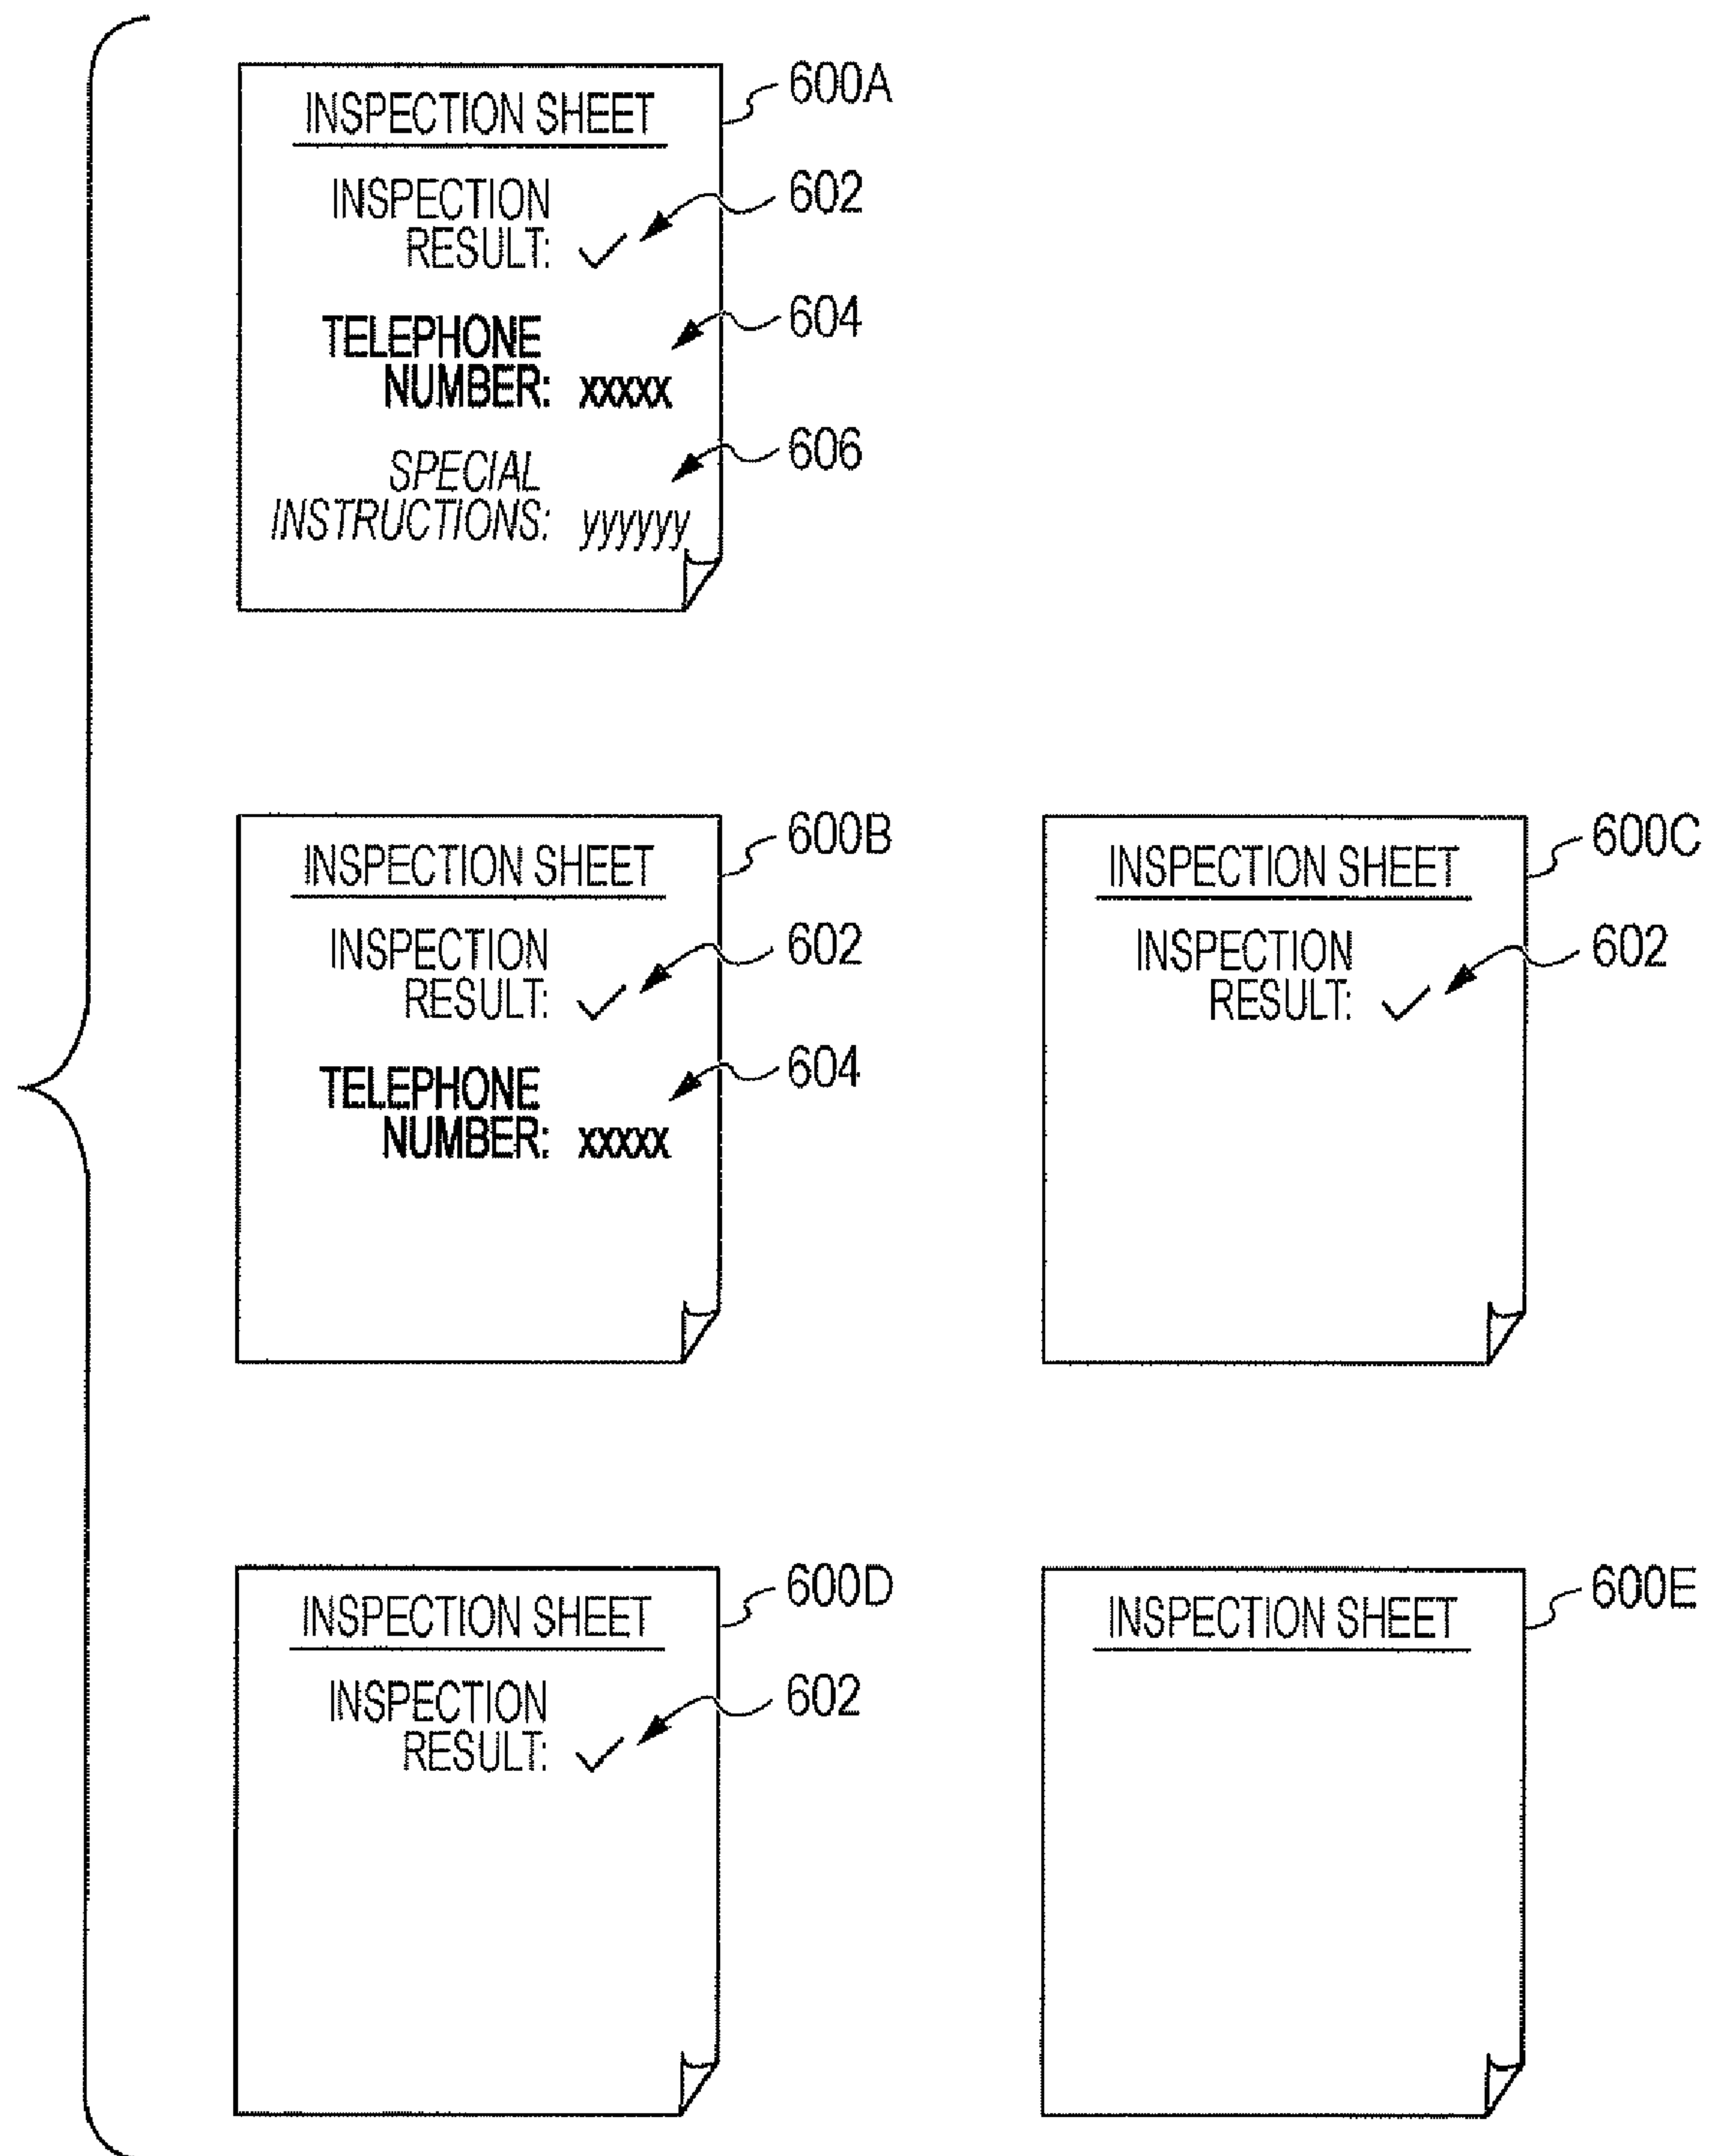 INSPECTION SHEET
600A
INSPECTION
RESULT: ✓
602
TELEPHONE
NUMBER: xxxxx
604
SPECIAL
INSTRUCTIONS: yyyyyy
606
INSPECTION SHEET
600B
INSPECTION
RESULT: ✓
602
TELEPHONE
NUMBER: xxxxx
604
INSPECTION SHEET
600C
INSPECTION
RESULT: ✓
602
INSPECTION SHEET
600D
INSPECTION
RESULT: ✓
602
INSPECTION SHEET
600E